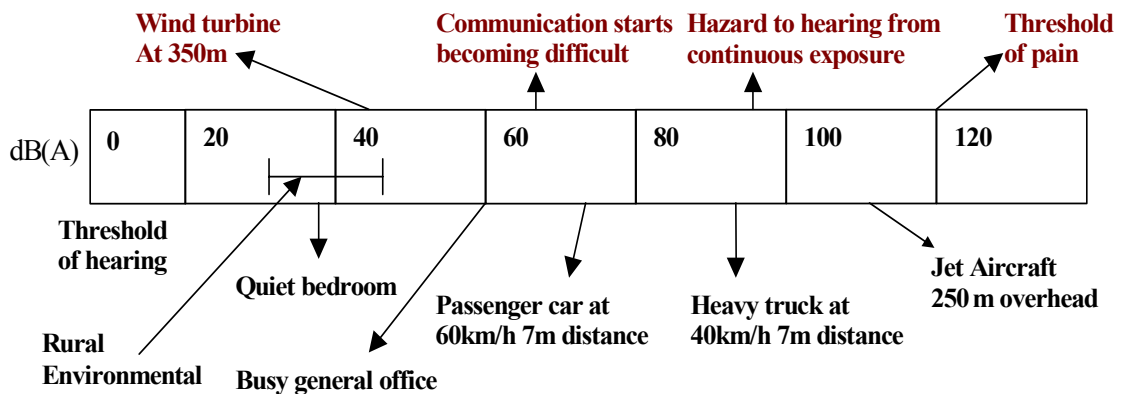 Wind turbine
At 350m
Communication starts
becoming difficult
Hazard to hearing from
continuous exposure
Threshold
of pain
dB(A)
0
20
40
60
80
100
120
Threshold
of hearing
Quiet bedroom
Rural
Environmental
Busy general office
Passenger car at
60km/h 7m distance
Heavy truck at
40km/h 7m distance
Jet Aircraft
250 m overhead